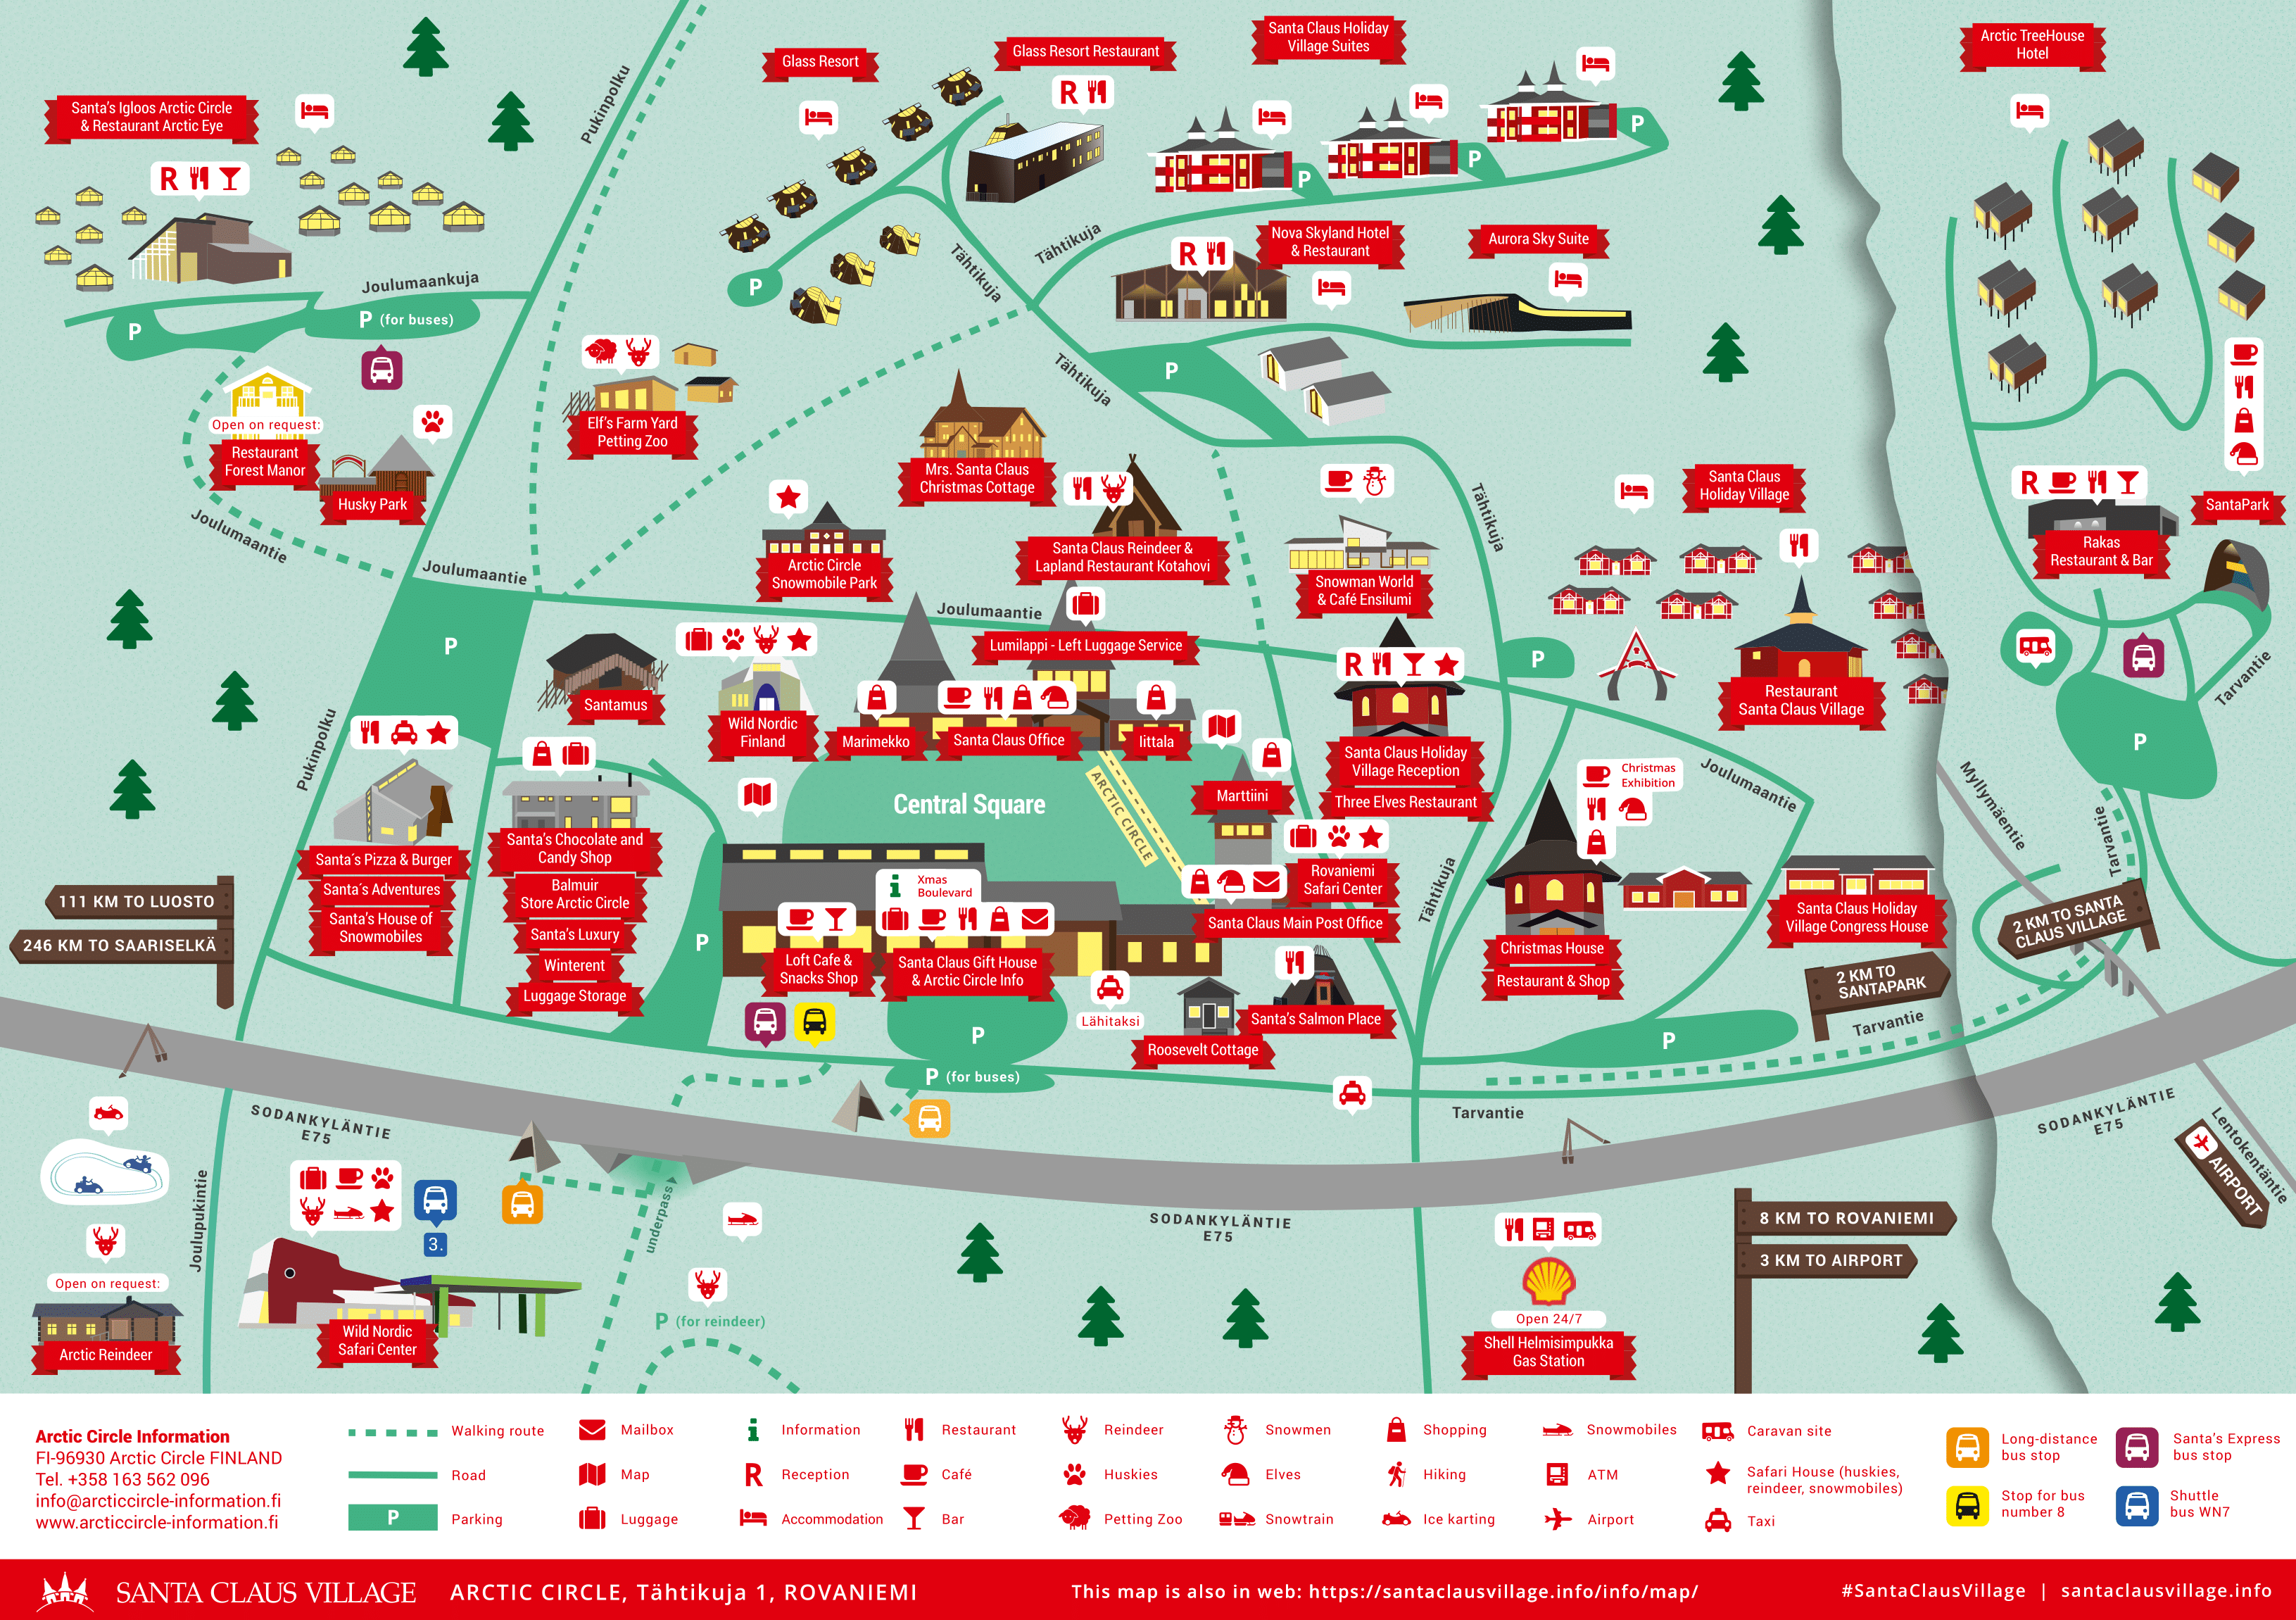 Santa's Igloos Arctic Circle
& Restaurant Arctic Eye
R
Pukinpolku
Glass Resort
Glass Resort Restaurant
R
Santa Claus Holiday
Village Suites
P
P
P
Arctic TreeHouse
Hotel
Joulumaankuja
P
P (for buses)
P
Tähtikuja
Tähtikuja
Nova Skyland Hotel
& Restaurant
R
Aurora Sky Suite
Tähtikuja
P
Open on request:
Restaurant
Forest Manor
Husky Park
Joulumaantie
Elf's Farm Yard
Petting Zoo
Mrs. Santa Claus
Christmas Cottage
Arctic Circle
Snowmobile Park
Santa Claus Reindeer &
Lapland Restaurant Kotahovi
Snowman World
& Café Ensilumi
Tähtikuja
Santa Claus
Holiday Village
R
Rakas
Restaurant & Bar
SantaPark
Joulumaantie
Joulumaantie
P
Santamus
Wild Nordic
Finland
Lumilappi - Left Luggage Service
Marimekko
Santa Claus Office
Iittala
R
Santa Claus Holiday
Village Reception
Three Elves Restaurant
P
Restaurant
Santa Claus Village
Tarvantie
P
Pukinpolku
Santa´s Pizza & Burger
Santa´s Adventures
Santa's House of
Snowmobiles
Santa's Chocolate and
Candy Shop
Balmuir
Store Arctic Circle
Santa's Luxury
Winterent
Luggage Storage
Central Square
ARCTIC CIRCLE
Marttiini
Rovaniemi
Safari Center
Santa Claus Main Post Office
Christmas
Exhibition
Joulumaantie
Myllymäentie
Tarvantie
Tähtikuja
Christmas House
Restaurant & Shop
Santa Claus Holiday
Village Congress House
2 KM TO SANTA
CLAUS VILLAGE
2 KM TO
SANTAPARK
111 KM TO LUOSTO
246 KM TO SAARISELKÄ
P
i Xmas
Boulevard
Loft Cafe &
Snacks Shop
Santa Claus Gift House
& Arctic Circle Info
Lähitaksi
Santa's Salmon Place
Roosevelt Cottage
P
P (for buses)
P
Tarvantie
Tarvantie
SODANKYLÄNTIE
E75
SODANKYLÄNTIE
E75
SODANKYLÄNTIE
E75
Lentokentäntie
AIRPORT
Joulupukintie
3.
underpass
Open on request:
Arctic Reindeer
Wild Nordic
Safari Center
P (for reindeer)
Open 24/7
Shell Helmisimpukka
Gas Station
8 KM TO ROVANIEMI
3 KM TO AIRPORT
Arctic Circle Information
FI-96930 Arctic Circle FINLAND
Tel. +358 163 562 096
info@arcticcircle-information.fi
www.arcticcircle-information.fi
Walking route
Road
P Parking
Mailbox
Map
Luggage
i Information
R Reception
Accommodation
Restaurant
Café
Bar
Reindeer
Huskies
Petting Zoo
Snowmen
Elves
Snowtrain
Shopping
Hiking
Ice karting
Snowmobiles
ATM
Airport
Caravan site
Safari House (huskies,
reindeer, snowmobiles)
Taxi
Long-distance
bus stop
Stop for bus
number 8
Santa's Express
bus stop
Shuttle
bus WN7
SANTA CLAUS VILLAGE
ARCTIC CIRCLE, Tähtikuja 1, ROVANIEMI
This map is also in web: https://santaclausvillage.info/info/map/
#SantaClausVillage | santaclausvillage.info